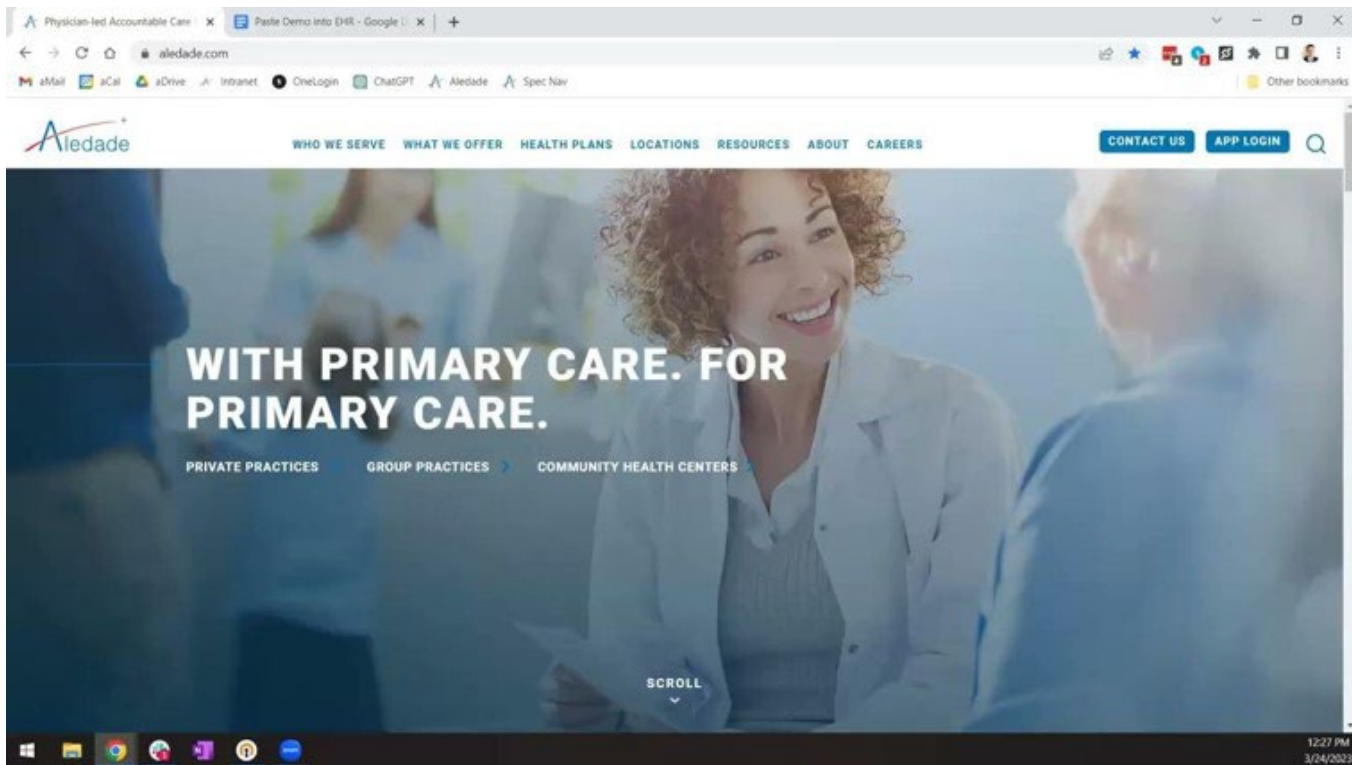 Physician-led Accountable Care
Paste Demo into EHR - Google D
aledade.com
aMail aCal aDrive Intranet OneLogin ChatGPT Aledade Spec Nav Other bookmarks
Aledade
WHO WE SERVE WHAT WE OFFER HEALTH PLANS LOCATIONS RESOURCES ABOUT CAREERS CONTACT US APP LOGIN
WITH PRIMARY CARE. FOR
PRIMARY CARE.
PRIVATE PRACTICES GROUP PRACTICES COMMUNITY HEALTH CENTERS
SCROLL
12:27 PM
3/24/2023